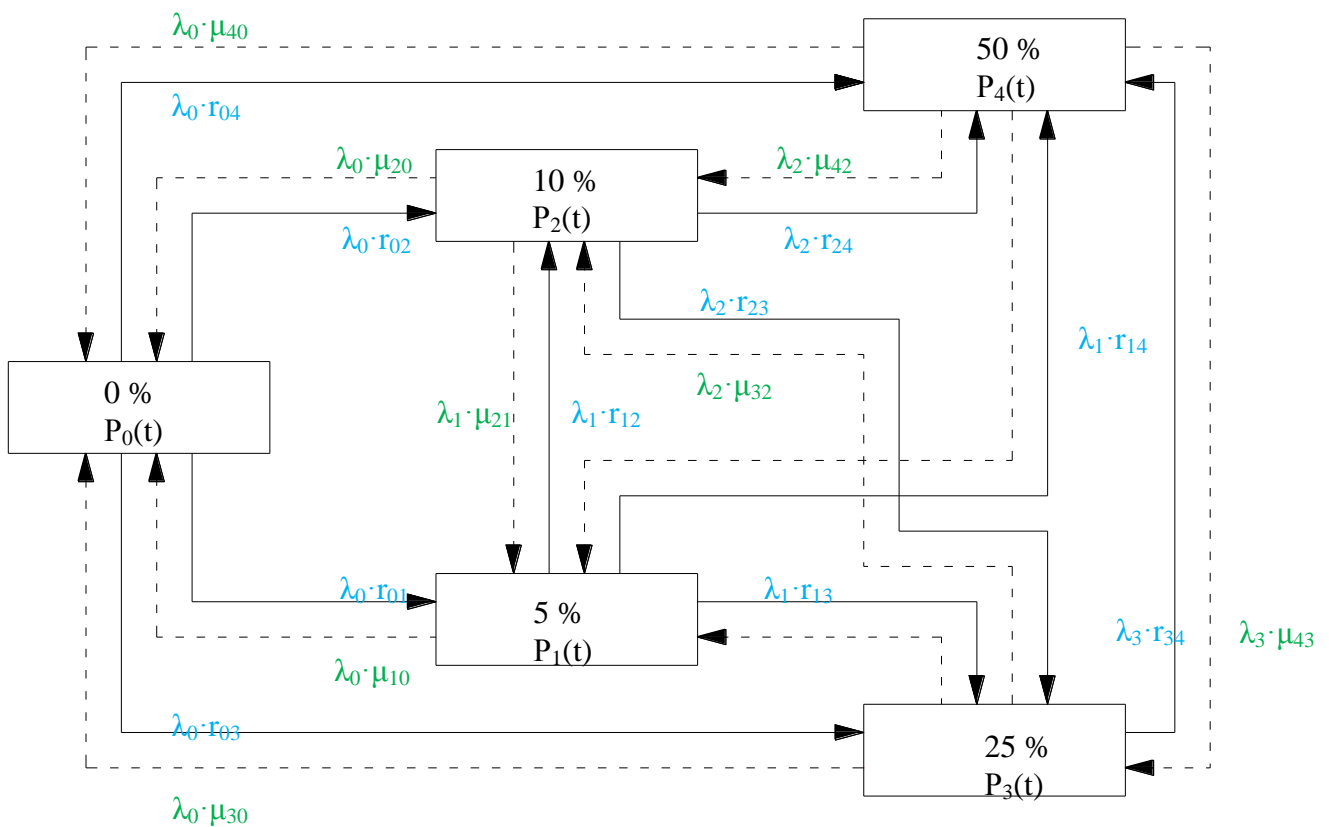 λ₀·μ₄₀
50 %
P₄(t)
λ₀·r₀₄
λ₀·μ₂₀
λ₂·μ₄₂
10 %
P₂(t)
λ₀·r₀₂
λ₂·r₂₄
λ₂·r₂₃
λ₁·r₁₄
0 %
P₀(t)
λ₁·μ₂₁
λ₁·r₁₂
λ₂·μ₃₂
λ₀·r₀₁
5 %
P₁(t)
λ₁·r₁₃
λ₀·μ₁₀
λ₃·r₃₄
λ₃·μ₄₃
λ₀·r₀₃
25 %
P₃(t)
λ₀·μ₃₀